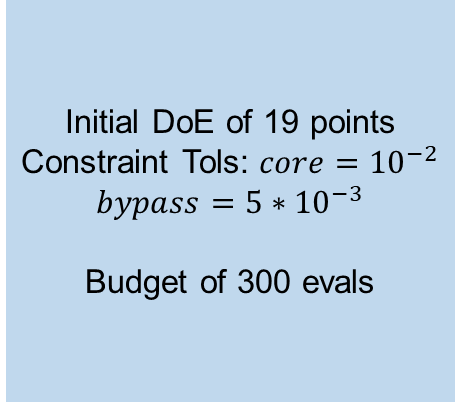 Initial DoE of 19 points
Constraint Tols: core = 10⁻²
bypass = 5 * 10⁻³
Budget of 300 evals